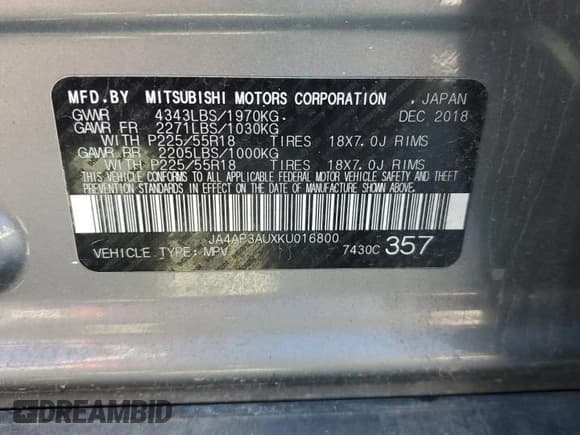 MFD.BY MITSUBISHI MOTORS CORPORATION , JAPAN
GVWR 4343LBS/1970KG. DEC 2018
GAWR FR 2271LBS/1030KG
WITH P225/55R18 TIRES 18X7.0J RIMS
GAWR RR 2205LBS/1000KG
WITH P225/55R18 TIRES 18X7.0J RIMS
THIS VEHICLE CONFORMS TO ALL APPLICABLE FEDERAL MOTOR VEHICLE SAFETY AND THEFT
PREVENTION STANDARDS IN EFFECT ON THE DATE OF MANUFACTURE SHOWN ABOVE.
JA4AP3AUXKU016800
VEHICLE TYPE: MPV 7430C 357
DREAMBID